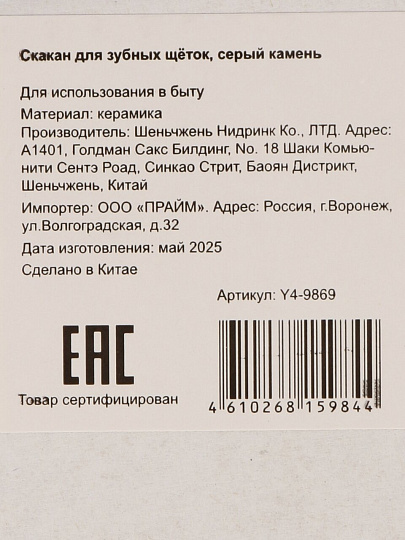 Скакан для зубных щёток, серый камень
Для использования в быту
Материал: керамика
Производитель: Шеньчжень Нидринк Ко., ЛТД. Адрес:
А1401, Голдман Сакс Билдинг, No. 18 Шаки Комью-
нити Сентэ Роад, Синкао Стрит, Баоян Дистрикт,
Шеньчжень, Китай
Импортер: ООО «ПРАЙМ». Адрес: Россия, г.Воронеж,
ул.Волгоградская, д.32
Дата изготовления: май 2025
Сделано в Китае
Артикул: Y4-9869
EAC
Товар сертифицирован
4 610268 159844